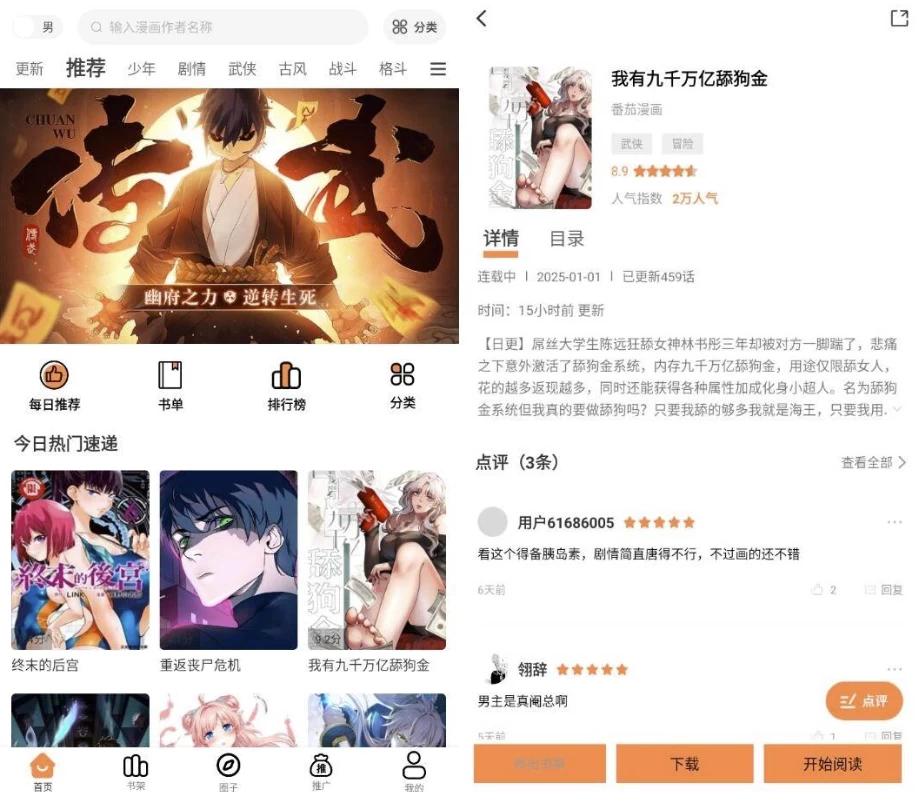 男
输入漫画作者名称
分类
更新
推荐
少年
剧情
武侠
古风
战斗
格斗
CHUAN
WU
传武
传武
幽府之力
逆转生死
每日推荐
书单
排行榜
分类
今日热门速递
終末的後宮
LINK
9.2分
终末的后宫
重返丧尸危机
我有九千万亿舔狗金
首页
书架
圈子
推
推广
我的
我有九千万亿舔狗金
番茄漫画
武侠
冒险
8.9
人气指数 2万人气
舔狗金
详情
目录
连载中 | 2025-01-01 | 已更新459话
时间：15小时前 更新
【日更】屌丝大学生陈远狂舔女神林书彤三年却被对方一脚踹了，悲痛
之下意外激活了舔狗金系统，内存九千万亿舔狗金，用途仅限舔女人，
花的越多返现越多，同时还能获得各种属性加成化身小超人。名为舔狗
金系统但我真的要做舔狗吗？只要我舔的够多我就是海王，只要我用.
点评（3条）
查看全部
用户61686005
看这个得备胰岛素，剧情简直唐得不行，不过画的还不错
6天前
2
回复
翎辞
男主是真阔总啊
点评
5天前
1
回复
下载
开始阅读